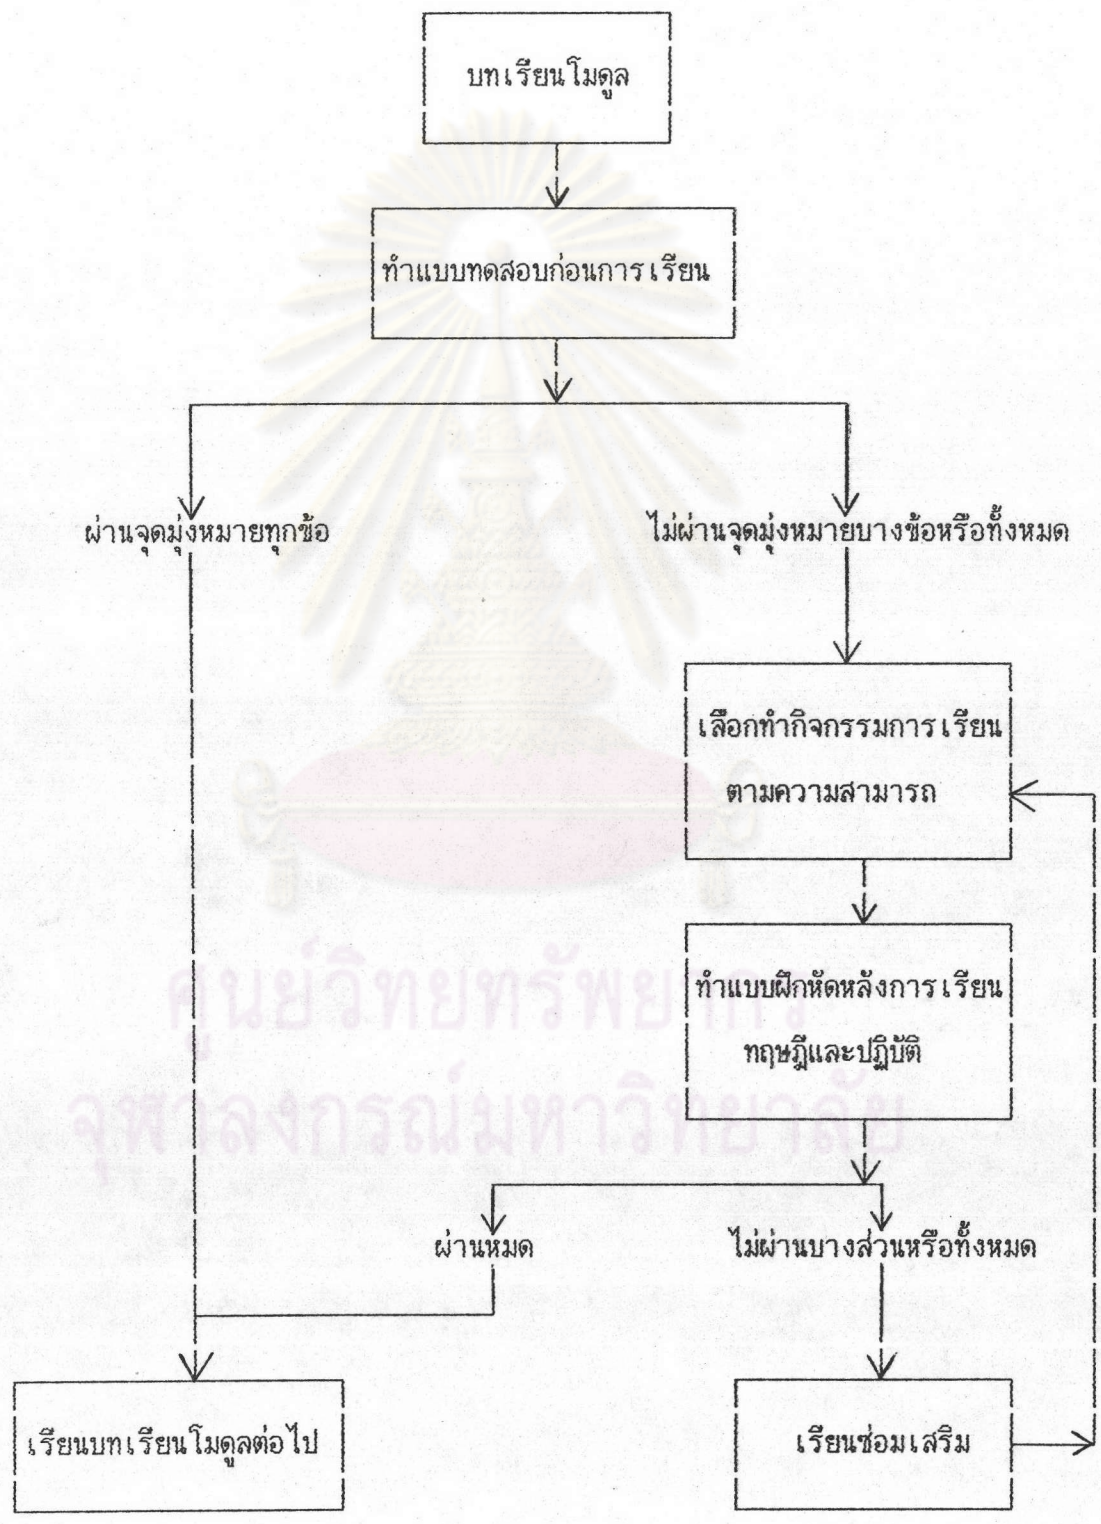 บทเรียนโมดูล
ทำแบบทดสอบก่อนการเรียน
ผ่านจุดมุ่งหมายทุกข้อ
ไม่ผ่านจุดมุ่งหมายบางข้อหรือทั้งหมด
เลือกทำกิจกรรมการเรียน
ตามความสามารถ
ทำแบบฝึกหัดหลังการเรียน
ทฤษฎีและปฏิบัติ
ศูนย์วิทยทรัพยากร
จุฬาลงกรณ์มหาวิทยาลัย
ผ่านหมด
ไม่ผ่านบางส่วนหรือทั้งหมด
เรียนบทเรียนโมดูลต่อไป
เรียนซ่อมเสริม